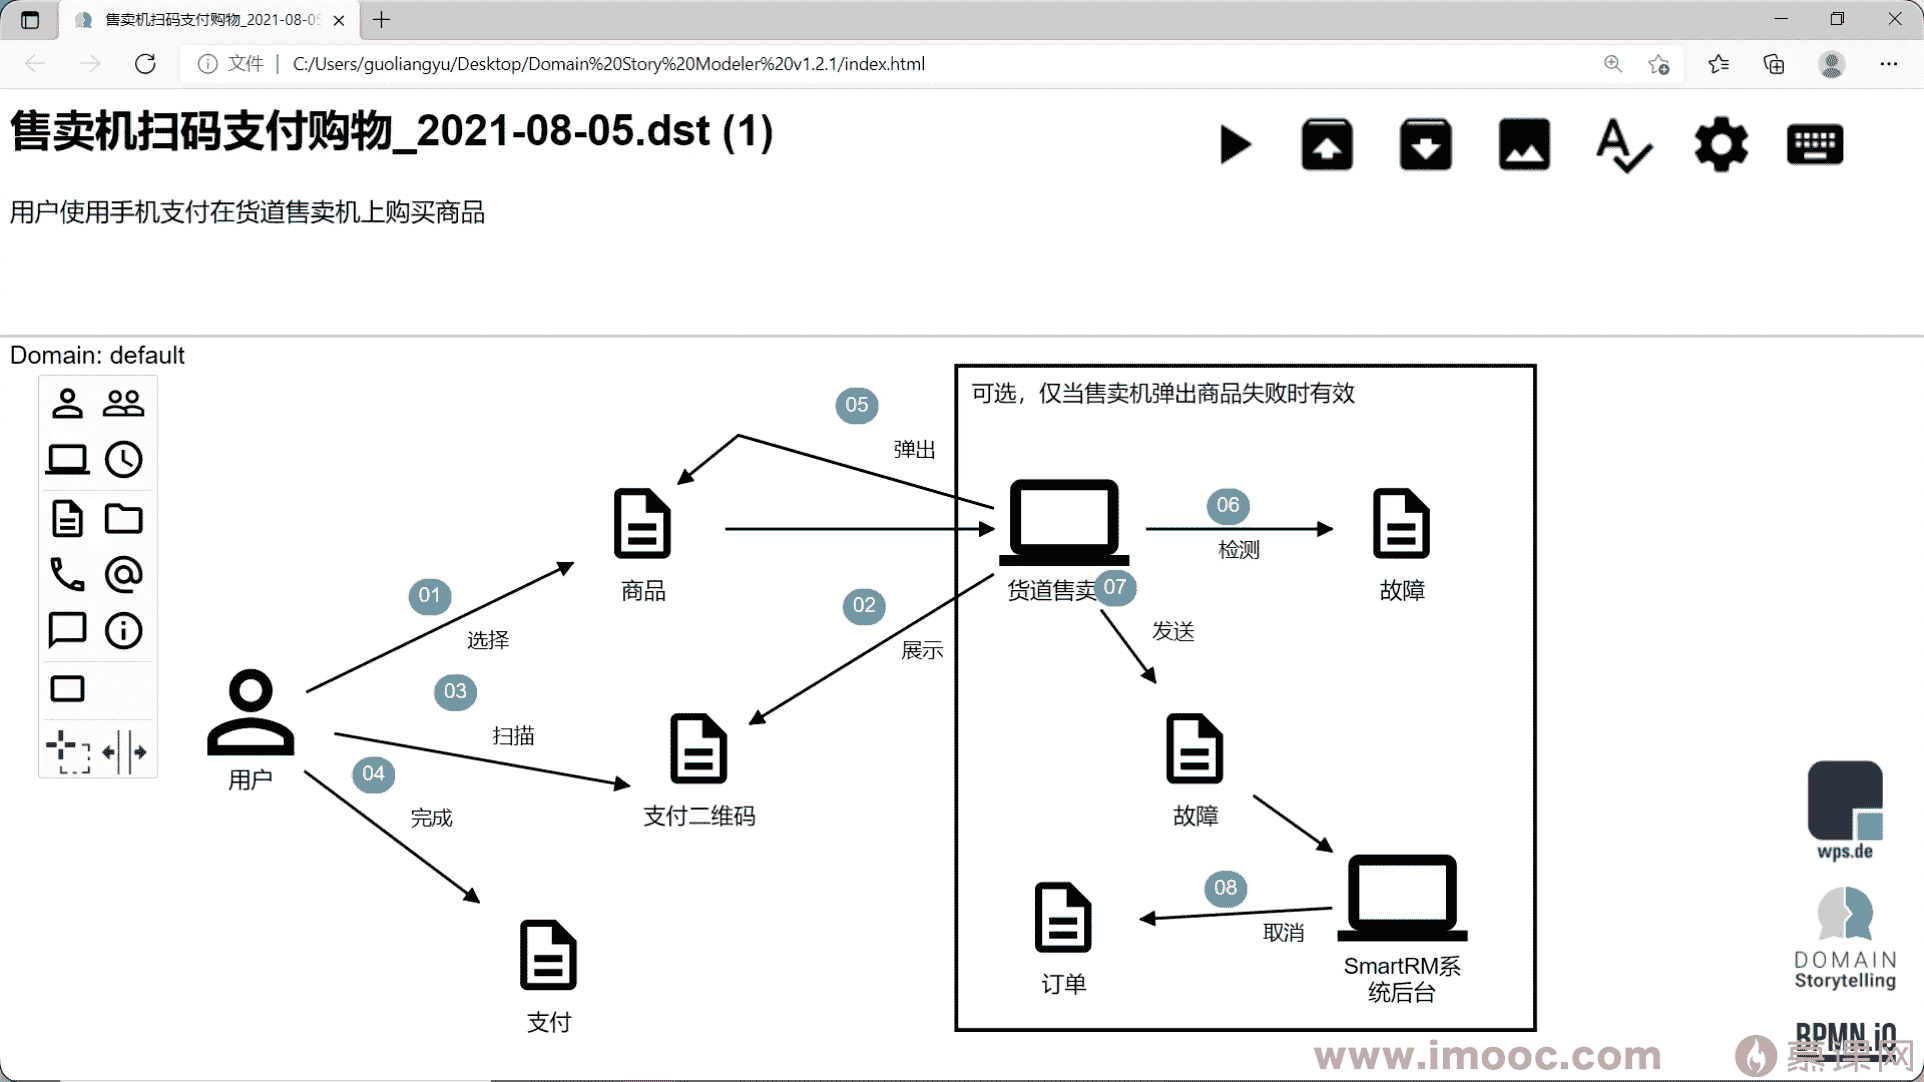 售卖机扫码支付购物_2021-08-05
文件
C:/Users/guoliangyu/Desktop/Domain%20Story%20Modeler%20v1.2.1/index.html
售卖机扫码支付购物_2021-08-05.dst (1)
用户使用手机支付在货道售卖机上购买商品
Domain: default
可选，仅当售卖机弹出商品失败时有效
05
弹出
06
检测
商品
货道售卖
07
故障
01
选择
02
展示
发送
03
扫描
用户
04
完成
支付二维码
故障
08
取消
订单
SmartRM系
统后台
支付
wps.de
DOMAIN
Storytelling
BPMN.iO
www.imooc.com
慕课网